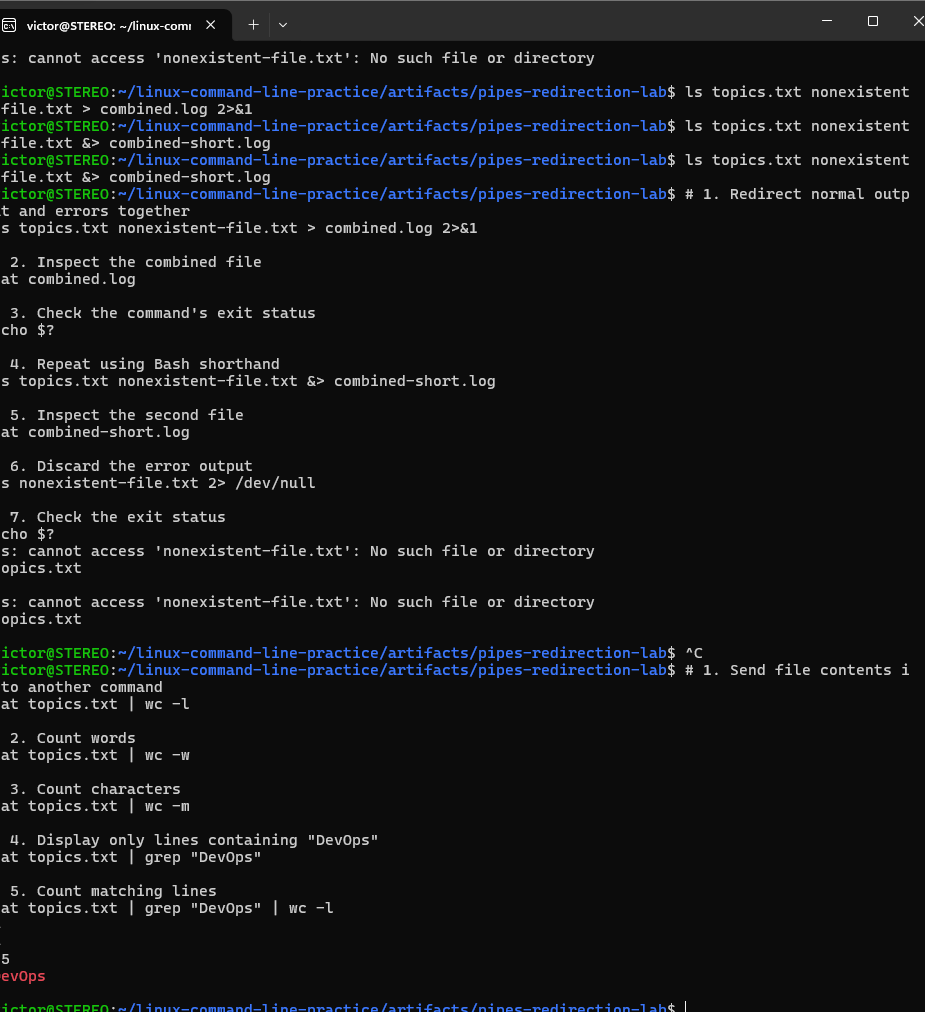 victor@STEREO: ~/linux-comm
s: cannot access 'nonexistent-file.txt': No such file or directory
ictor@STEREO:~/linux-command-line-practice/artifacts/pipes-redirection-lab$ ls topics.txt nonexistent
file.txt > combined.log 2>&1
ictor@STEREO:~/linux-command-line-practice/artifacts/pipes-redirection-lab$ ls topics.txt nonexistent
file.txt &> combined-short.log
ictor@STEREO:~/linux-command-line-practice/artifacts/pipes-redirection-lab$ ls topics.txt nonexistent
file.txt &> combined-short.log
ictor@STEREO:~/linux-command-line-practice/artifacts/pipes-redirection-lab$ # 1. Redirect normal outp
t and errors together
s topics.txt nonexistent-file.txt > combined.log 2>&1
2. Inspect the combined file
at combined.log
3. Check the command's exit status
cho $?
4. Repeat using Bash shorthand
s topics.txt nonexistent-file.txt &> combined-short.log
5. Inspect the second file
at combined-short.log
6. Discard the error output
s nonexistent-file.txt 2> /dev/null
7. Check the exit status
cho $?
s: cannot access 'nonexistent-file.txt': No such file or directory
opics.txt
s: cannot access 'nonexistent-file.txt': No such file or directory
opics.txt
ictor@STEREO:~/linux-command-line-practice/artifacts/pipes-redirection-lab$ ^C
ictor@STEREO:~/linux-command-line-practice/artifacts/pipes-redirection-lab$ # 1. Send file contents i
to another command
at topics.txt | wc -l
2. Count words
at topics.txt | wc -w
3. Count characters
at topics.txt | wc -m
4. Display only lines containing "DevOps"
at topics.txt | grep "DevOps"
5. Count matching lines
at topics.txt | grep "DevOps" | wc -l
5
evOps
ictor@STEREO:~/linux-command-line-practice/artifacts/pipes-redirection-lab$